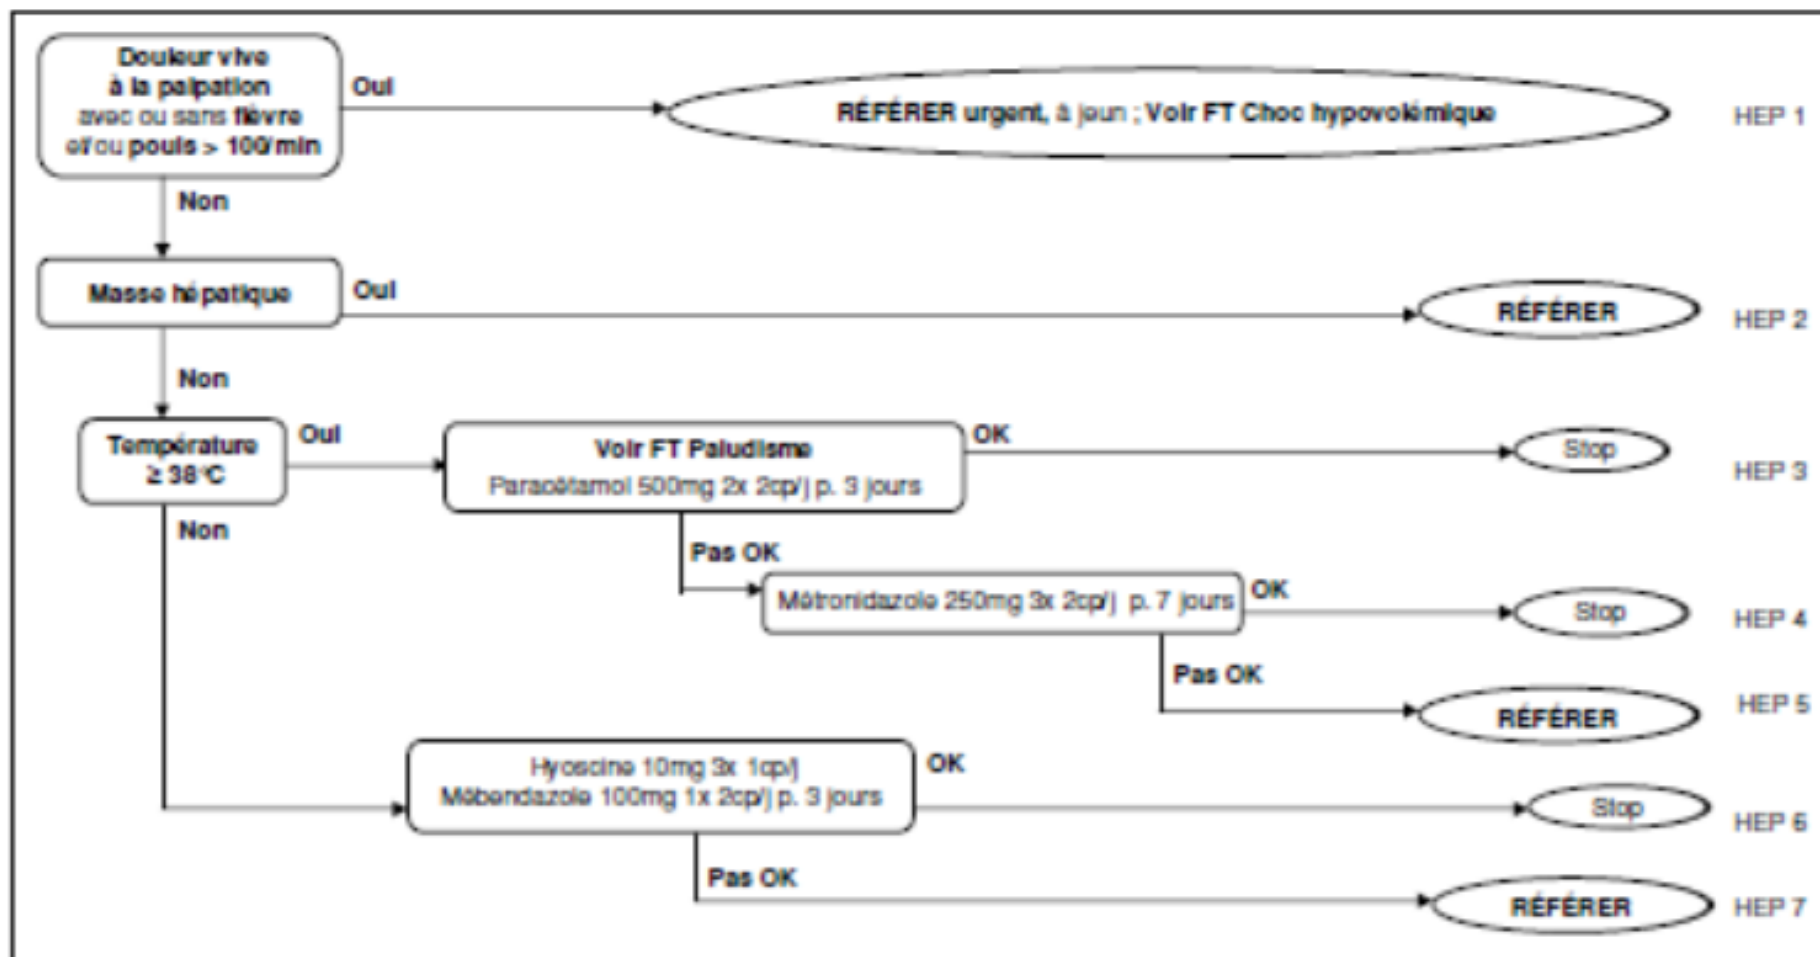 Douleur vive
à la palpation
avec ou sans fièvre
et/ou pouls > 100/min
Oui
RÉFÉRER urgent, à jeun ; Voir FT Choc hypovolémique
HEP 1
Non
Masse hépatique
Oui
RÉFÉRER
HEP 2
Non
Température
≥ 38°C
Oui
Voir FT Paludisme
Paracétamol 500mg 2x 2cp/j p. 3 jours
OK
Stop
HEP 3
Non
Pas OK
Métronidazole 250mg 3x 2cp/j p. 7 jours
OK
Stop
HEP 4
Pas OK
RÉFÉRER
HEP 5
Hyoscine 10mg 3x 1cp/j
Mébendazole 100mg 1x 2cp/j p. 3 jours
OK
Stop
HEP 6
Pas OK
RÉFÉRER
HEP 7